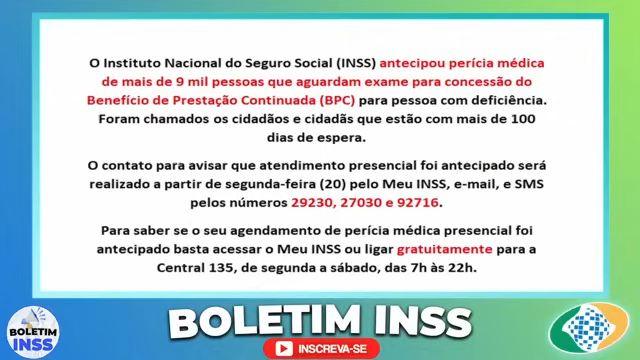 O Instituto Nacional do Seguro Social (INSS) antecipou perícia médica
de mais de 9 mil pessoas que aguardam exame para concessão do
Benefício de Prestação Continuada (BPC) para pessoa com deficiência.
Foram chamados os cidadãos e cidadãs que estão com mais de 100
dias de espera.
O contato para avisar que atendimento presencial foi antecipado será
realizado a partir de segunda-feira (20) pelo Meu INSS, e-mail, e SMS
pelos números 29230, 27030 e 92716.
Para saber se o seu agendamento de perícia médica presencial foi
antecipado basta acessar o Meu INSS ou ligar gratuitamente para a
Central 135, de segunda a sábado, das 7h às 22h.
BOLETIM INSS
BOLETIM
INSS
INSCREVA-SE